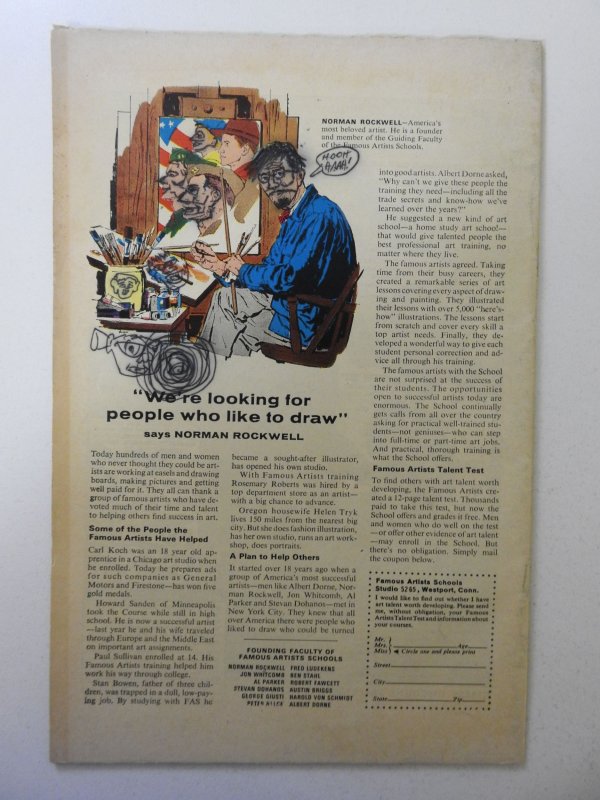 NORMAN ROCKWELL—America's
most beloved artist. He is a founder
and member of the Guiding Faculty
of the Famous Artists Schools.
HOOH
AAAA!
"We're looking for
people who like to draw"
says NORMAN ROCKWELL
Today hundreds of men and women
who never thought they could be art-
ists are working at easels and drawing
boards, making pictures and getting
well paid for it. They all can thank a
group of famous artists who have de-
voted much of their time and talent
to helping others find success in art.
Some of the People the
Famous Artists Have Helped
Carl Koch was an 18 year old ap-
prentice in a Chicago art studio when
he enrolled. Today he prepares ads
for such companies as General
Motors and Firestone—has won five
gold medals.
Howard Sanden of Minneapolis
took the Course while still in high
school. He is now a successful artist
—last year he and his wife traveled
through Europe and the Middle East
on important art assignments.
Paul Sullivan enrolled at 14. His
Famous Artists training helped him
work his way through college.
Stan Bowen, father of three chil-
dren, was trapped in a dull, low-pay-
ing job. By studying with FAS he
became a sought-after illustrator,
has opened his own studio.
With Famous Artists training
Rosemary Roberts was hired by a
top department store as an artist—
with a big chance to advance.
Oregon housewife Helen Tryk
lives 150 miles from the nearest big
city. But she does fashion illustration,
has her own studio, runs an art work-
shop, does portraits.
A Plan to Help Others
It started over 18 years ago when a
group of America's most successful
artists—men like Albert Dorne, Nor-
man Rockwell, Jon Whitcomb, Al
Parker and Stevan Dohanos—met in
New York City. They knew that all
over America there were people who
liked to draw who could be turned
FOUNDING FACULTY OF
FAMOUS ARTISTS SCHOOLS
NORMAN ROCKWELL FRED LUDEKENS
JON WHITCOMB BEN STAHL
AL PARKER ROBERT FAWCETT
STEVAN DOHANOS AUSTIN BRIGGS
GEORGE GIUSTI HAROLD VON SCHMIDT
PETER HELCK ALBERT DORNE
into good artists. Albert Dorne asked,
"Why can't we give these people the
training they need—including all the
trade secrets and know-how we've
learned over the years?"
He suggested a new kind of art
school—a home study art school—
that would give talented people the
best professional art training, no
matter where they live.
The famous artists agreed. Taking
time from their busy careers, they
created a remarkable series of art
lessons covering every aspect of draw-
ing and painting. They illustrated
their lessons with over 5,000 "here's-
how" illustrations. The lessons start
from scratch and cover every skill a
top artist needs. Finally, they de-
veloped a wonderful way to give each
student personal correction and ad-
vice all through his training.
The famous artists with the School
are not surprised at the success of
their students. The opportunities
open to successful artists today are
enormous. The School continually
gets calls from all over the country
asking for practical well-trained stu-
dents—not geniuses—who can step
into full-time or part-time art jobs.
And practical, thorough training is
what the School offers.
Famous Artists Talent Test
To find others with art talent worth
developing, the Famous Artists cre-
ated a 12-page talent test. Thousands
paid to take this test, but now the
School offers and grades it free. Men
and women who do well on the test
—or offer other evidence of art talent
—may enroll in the School. But
there's no obligation. Simply mail
the coupon below.
Famous Artists Schools
Studio 5265, Westport, Conn.
I would like to find out whether I have
art talent worth developing. Please send
me, without obligation, your Famous
Artists Talent Test and information about
your courses.
Mr.
Mrs. Age
Miss Circle one and please print
Street
City
State Zip